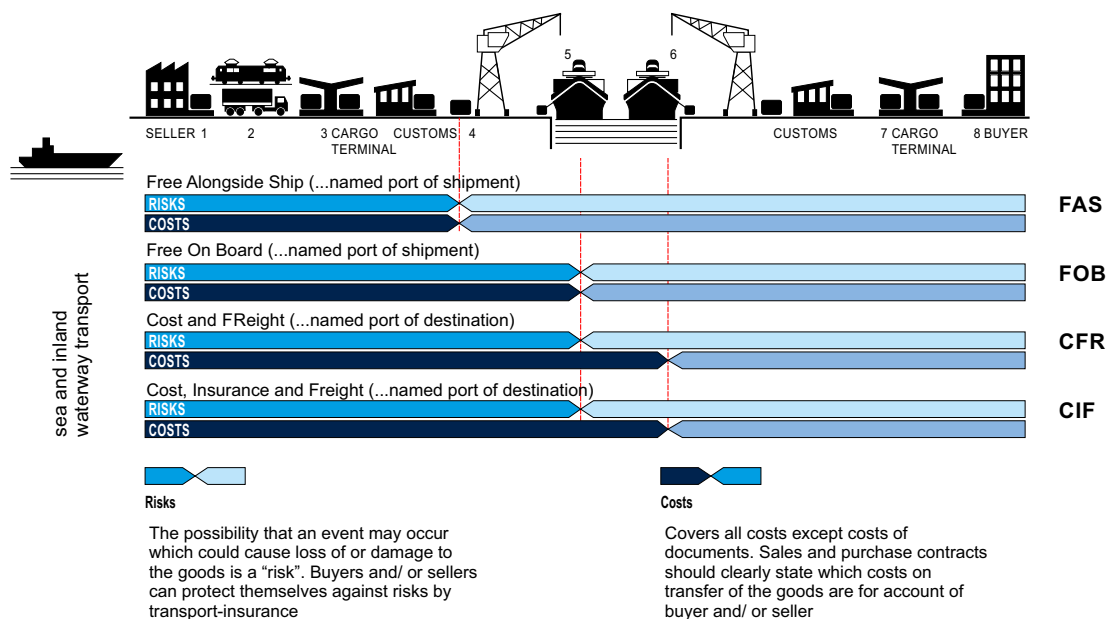 5 6
SELLER 1 2 3 CARGO TERMINAL CUSTOMS 4 CUSTOMS 7 CARGO TERMINAL 8 BUYER
Free Alongside Ship (...named port of shipment)
RISKS
COSTS
FAS
Free On Board (...named port of shipment)
RISKS
COSTS
FOB
Cost and FReight (...named port of destination)
RISKS
COSTS
CFR
Cost, Insurance and Freight (...named port of destination)
RISKS
COSTS
CIF
sea and inland
waterway transport
Risks
The possibility that an event may occur
which could cause loss of or damage to
the goods is a “risk”. Buyers and/ or sellers
can protect themselves against risks by
transport-insurance
Costs
Covers all costs except costs of
documents. Sales and purchase contracts
should clearly state which costs on
transfer of the goods are for account of
buyer and/ or seller